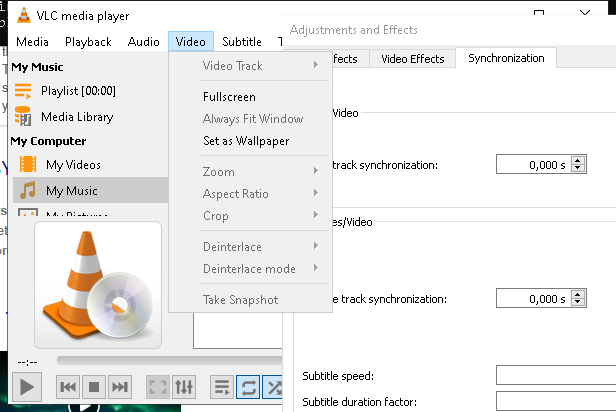 VLC media player
Media Playback Audio Video Subtitle T
My Music
Playlist [00:00]
Media Library
My Computer
My Videos
My Music
My Pictures
--:--
Video Track
Fullscreen
Always Fit Window
Set as Wallpaper
Zoom
Aspect Ratio
Crop
Deinterlace
Deinterlace mode
Take Snapshot
Adjustments and Effects
fects Video Effects Synchronization
/Video
track synchronization: 0,000 s
es/Video
e track synchronization: 0,000 s
Subtitle speed:
Subtitle duration factor: